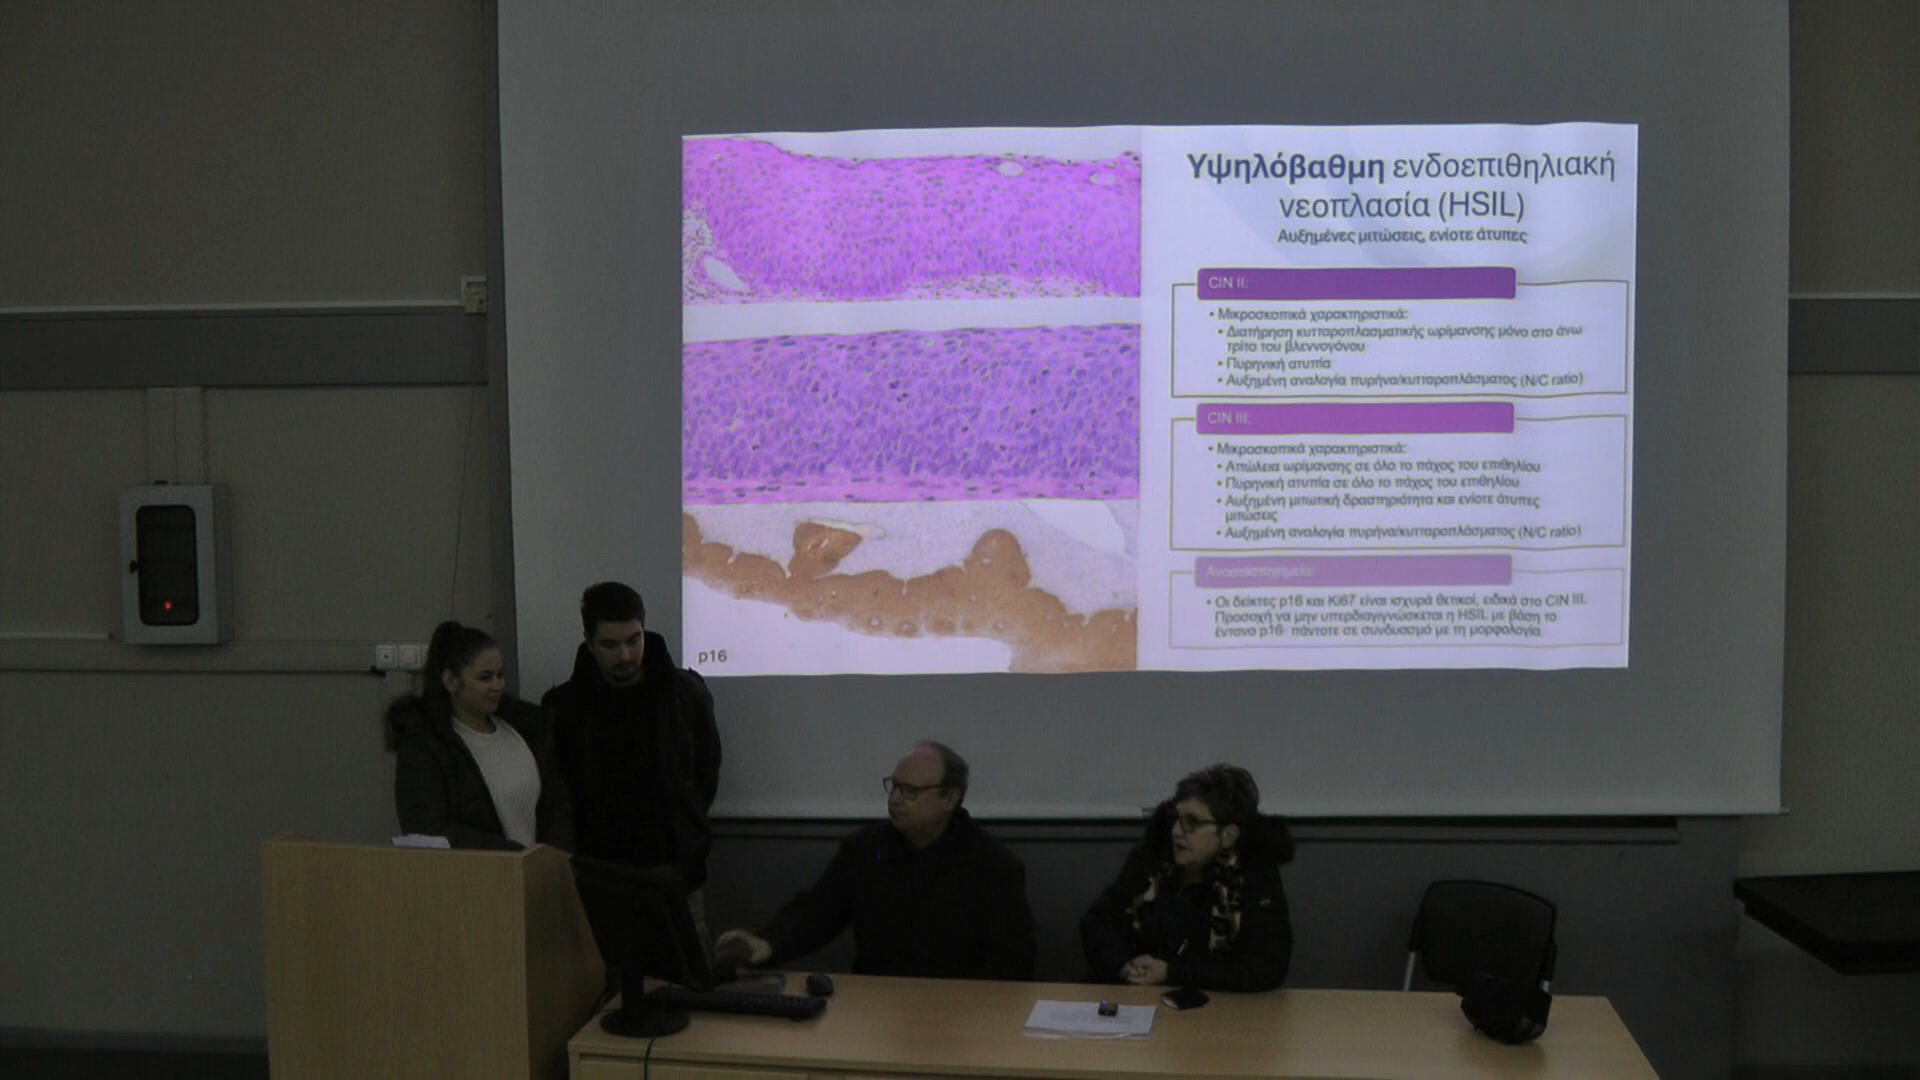 Υψηλόβαθμη ενδοεπιθηλιακή
νεοπλασία (HSIL)
Αυξημένες μιτώσεις, ενίοτε άτυπες
CIN II:
• Μικροσκοπικά χαρακτηριστικά:
• Διατήρηση κυτταροπλασματικής ωρίμανσης μόνο στο άνω
τρίτο του βλεννογόνου
• Πυρηνική ατυπία
• Αυξημένη αναλογία πυρήνα/κυτταροπλάσματος (N/C ratio)
CIN III:
• Μικροσκοπικά χαρακτηριστικά:
• Απώλεια ωρίμανσης σε όλο το πάχος του επιθηλίου
• Πυρηνική ατυπία σε όλο το πάχος του επιθηλίου
• Αυξημένη μιτωτική δραστηριότητα και ενίοτε άτυπες
μιτώσεις
• Αυξημένη αναλογία πυρήνα/κυτταροπλάσματος (N/C ratio)
• Οι δείκτες p16 και Ki67 είναι ισχυρά θετικοί, ειδικά στο CIN III.
Προσοχή να μην υπερδιαγιγνώσκεται η HSIL με βάση το
έντονο p16- πάντοτε σε συνδυασμό με τη μορφολογία.
p16